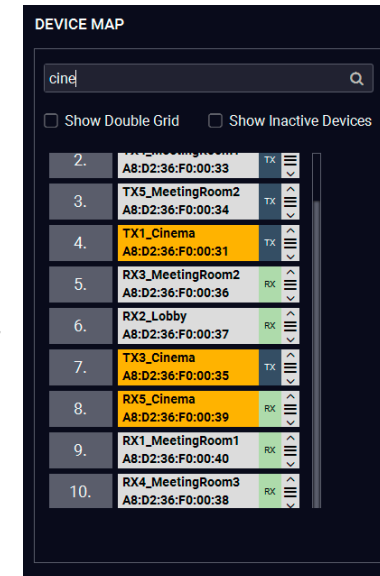 DEVICE MAP
cine
Show Double Grid Show Inactive Devices
2. A8:D2:36:F0:00:33 TX
3. TX5_MeetingRoom2 TX
A8:D2:36:F0:00:34
4. TX1_Cinema TX
A8:D2:36:F0:00:31
5. RX3_MeetingRoom2 RX
A8:D2:36:F0:00:36
6. RX2_Lobby RX
A8:D2:36:F0:00:37
7. TX3_Cinema TX
A8:D2:36:F0:00:35
8. RX5_Cinema RX
A8:D2:36:F0:00:39
9. RX1_MeetingRoom1 RX
A8:D2:36:F0:00:40
10. RX4_MeetingRoom3 RX
A8:D2:36:F0:00:38